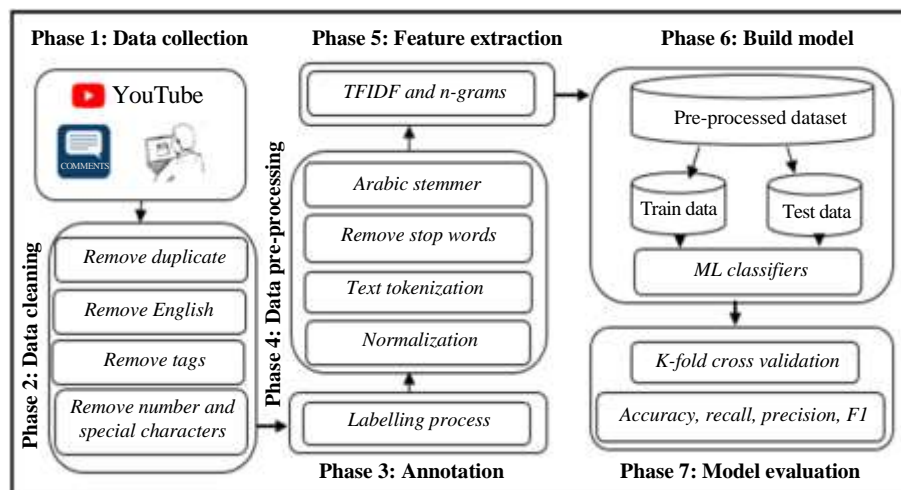 Phase 1: Data collection
YouTube
COMMENTS
Phase 2: Data cleaning
Remove duplicate
Remove English
Remove tags
Remove number and
special characters
Phase 3: Annotation
Labelling process
Phase 4: Data pre-processing
Arabic stemmer
Remove stop words
Text tokenization
Normalization
Phase 5: Feature extraction
TFIDF and n-grams
Phase 6: Build model
Pre-processed dataset
Train data
Test data
ML classifiers
K-fold cross validation
Accuracy, recall, precision, F1
Phase 7: Model evaluation